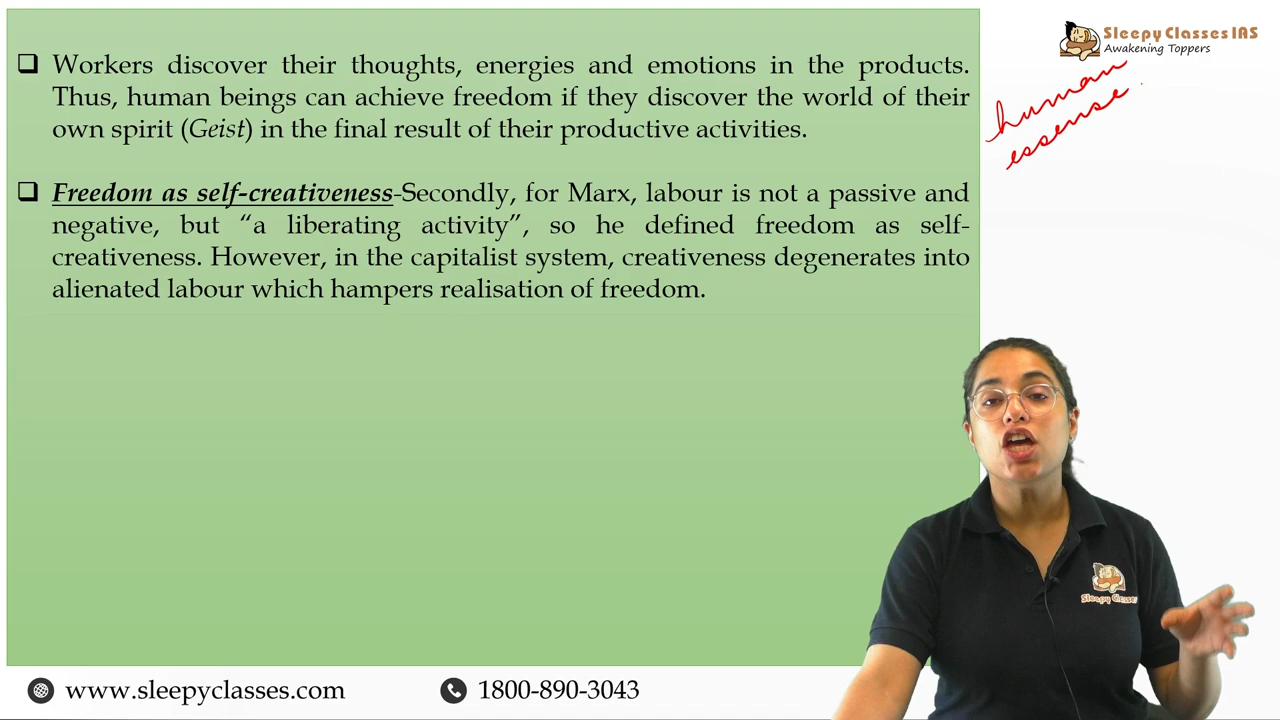 Sleepy Classes IAS
Awakening Toppers
human
essense
❑ Workers discover their thoughts, energies and emotions in the products.
Thus, human beings can achieve freedom if they discover the world of their
own spirit (Geist) in the final result of their productive activities.
❑ Freedom as self-creativeness-Secondly, for Marx, labour is not a passive and
negative, but “a liberating activity”, so he defined freedom as self-
creativeness. However, in the capitalist system, creativeness degenerates into
alienated labour which hampers realisation of freedom.
Sleepy Classes
www.sleepyclasses.com
1800-890-3043